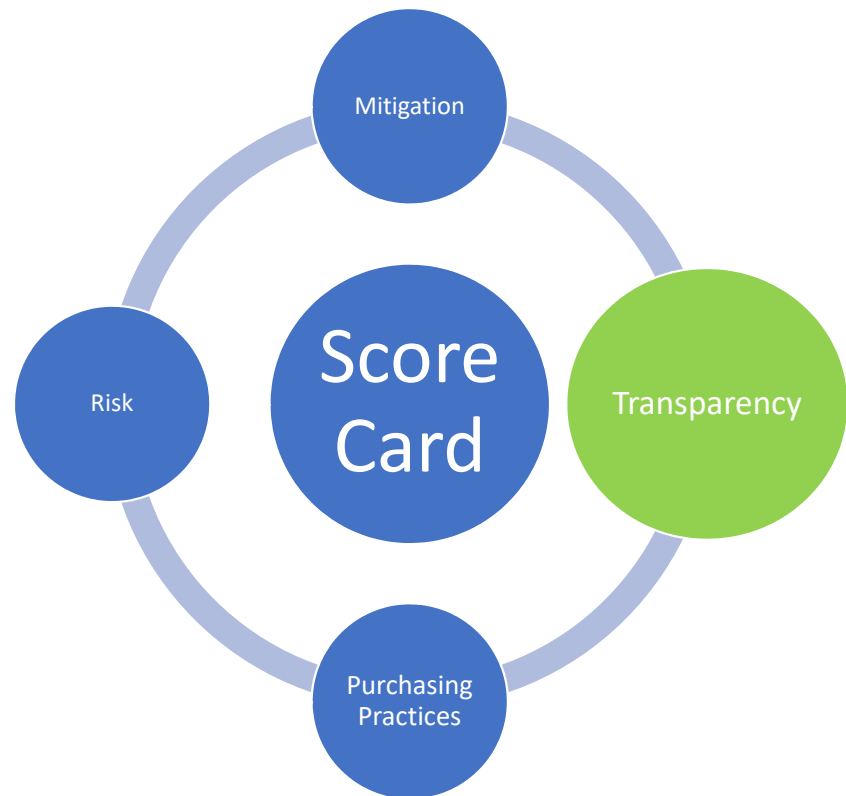 Mitigation
Score
Card
Transparency
Risk
Purchasing
Practices